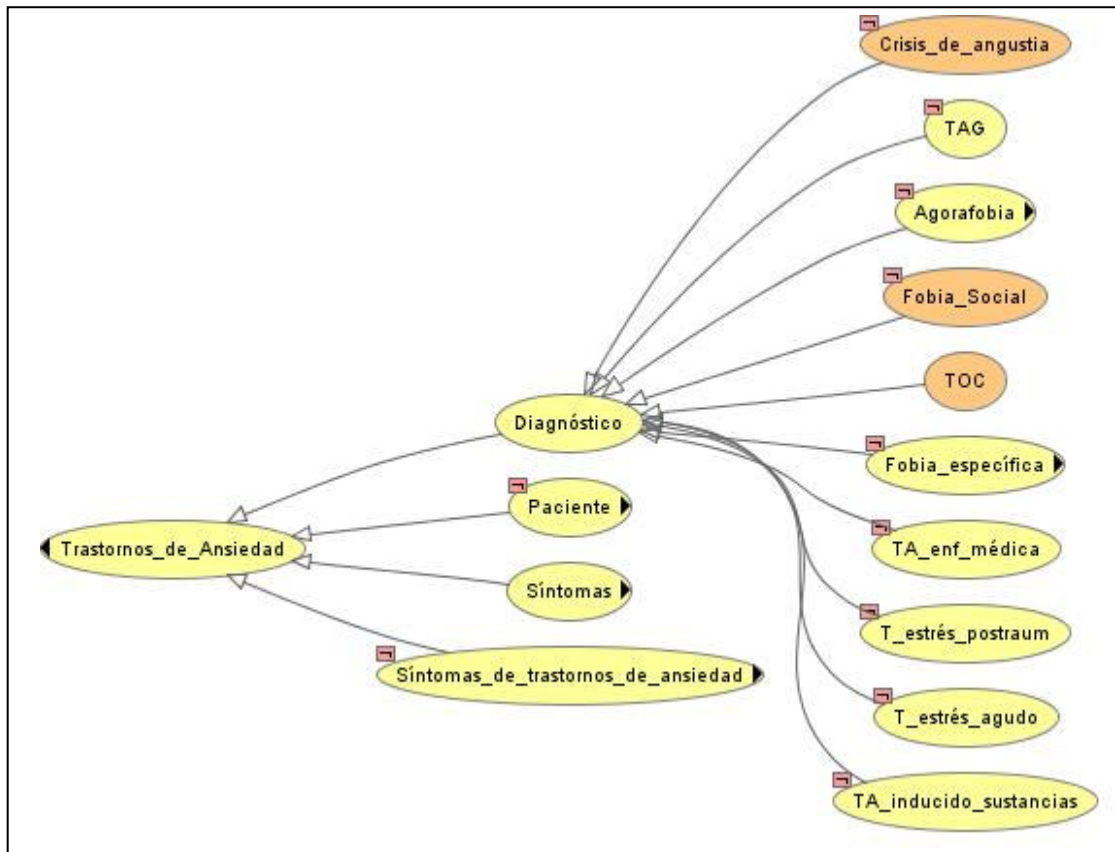 Crisis_de_angustia
TAG
Agorafobia
Fobia_Social
TOC
Diagnóstico
Fobia_específica
Paciente
Trastornos_de_Ansiedad
TA_enf_médica
Síntomas
T_estrés_postraum
Síntomas_de_trastornos_de_ansiedad
T_estrés_agudo
TA_inducido_sustancias